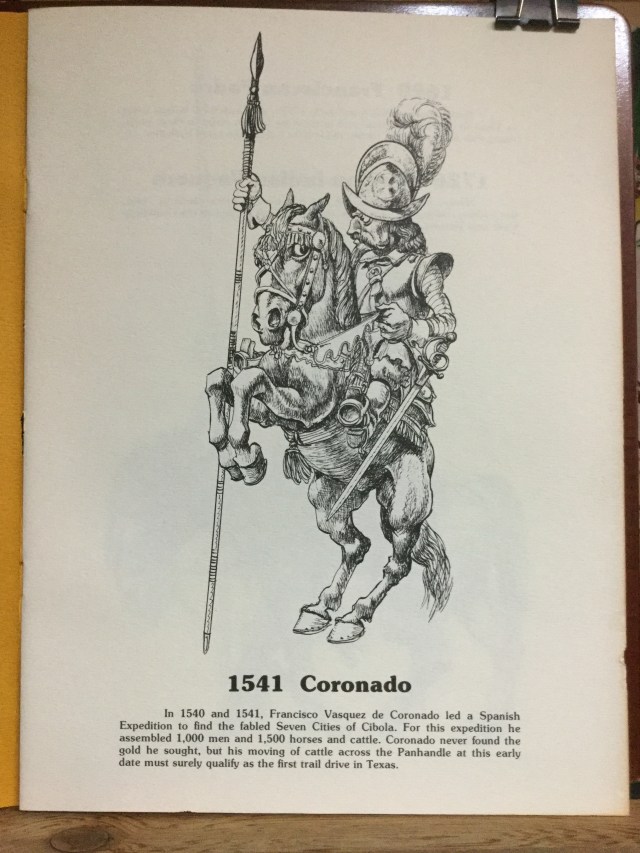 1541 Coronado
In 1540 and 1541, Francisco Vasquez de Coronado led a Spanish
Expedition to find the fabled Seven Cities of Cibola. For this expedition he
assembled 1,000 men and 1,500 horses and cattle. Coronado never found the
gold he sought, but his moving of cattle across the Panhandle at this early
date must surely qualify as the first trail drive in Texas.